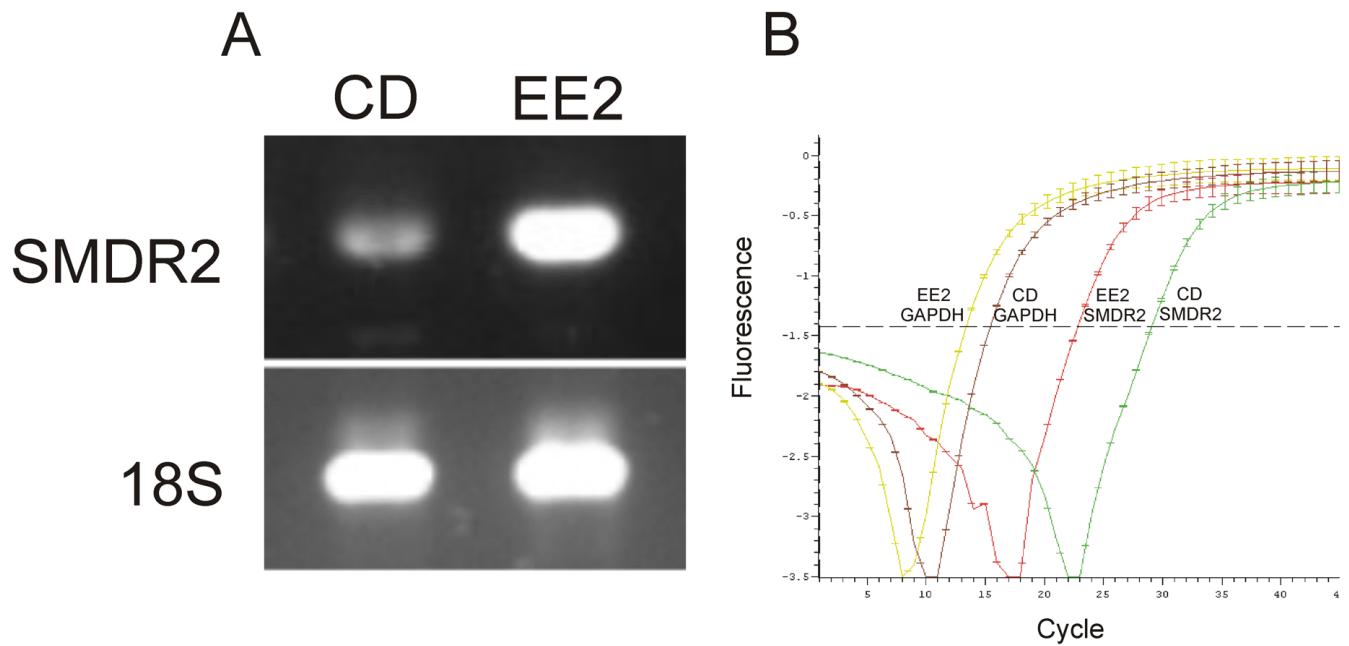 A
CD EE2
SMDR2
18S
B
0
-0.5
-1
-1.5
-2
-2.5
-3
-3.5
Fluorescence
EE2
GAPDH
CD
GAPDH
EE2
SMDR2
CD
SMDR2
5 10 15 20 25 30 35 40 4
Cycle